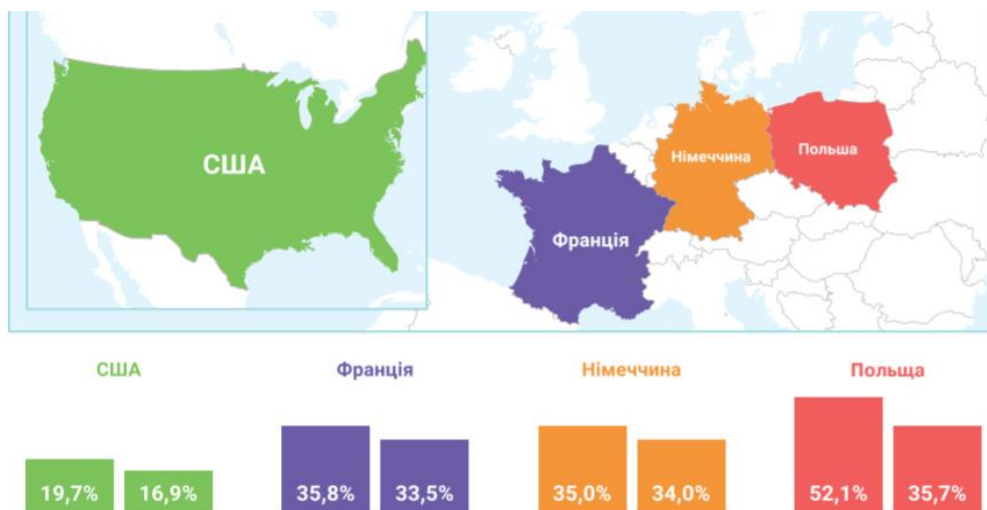 США
Німеччина
Польша
Франція
США Франція Німеччина Польща
19,7% 16,9% 35,8% 33,5% 35,0% 34,0% 52,1% 35,7%